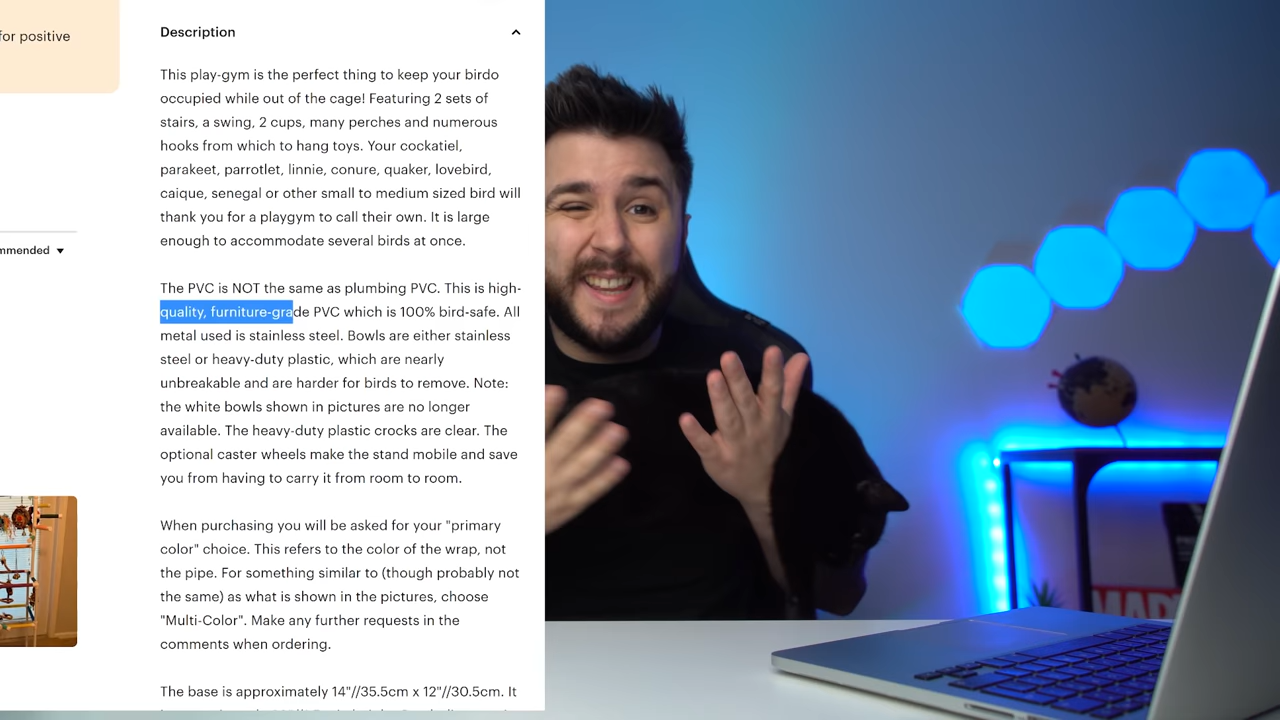 for positive
mmended
Description
This play-gym is the perfect thing to keep your birdo
occupied while out of the cage! Featuring 2 sets of
stairs, a swing, 2 cups, many perches and numerous
hooks from which to hang toys. Your cockatiel,
parakeet, parrotlet, linnie, conure, quaker, lovebird,
caique, senegal or other small to medium sized bird will
thank you for a playgym to call their own. It is large
enough to accommodate several birds at once.
The PVC is NOT the same as plumbing PVC. This is high-
quality, furniture-grade PVC which is 100% bird-safe. All
metal used is stainless steel. Bowls are either stainless
steel or heavy-duty plastic, which are nearly
unbreakable and are harder for birds to remove. Note:
the white bowls shown in pictures are no longer
available. The heavy-duty plastic crocks are clear. The
optional caster wheels make the stand mobile and save
you from having to carry it from room to room.
When purchasing you will be asked for your "primary
color" choice. This refers to the color of the wrap, not
the pipe. For something similar to (though probably not
the same) as what is shown in the pictures, choose
"Multi-Color". Make any further requests in the
comments when ordering.
The base is approximately 14"//35.5cm x 12"//30.5cm. It
MAD